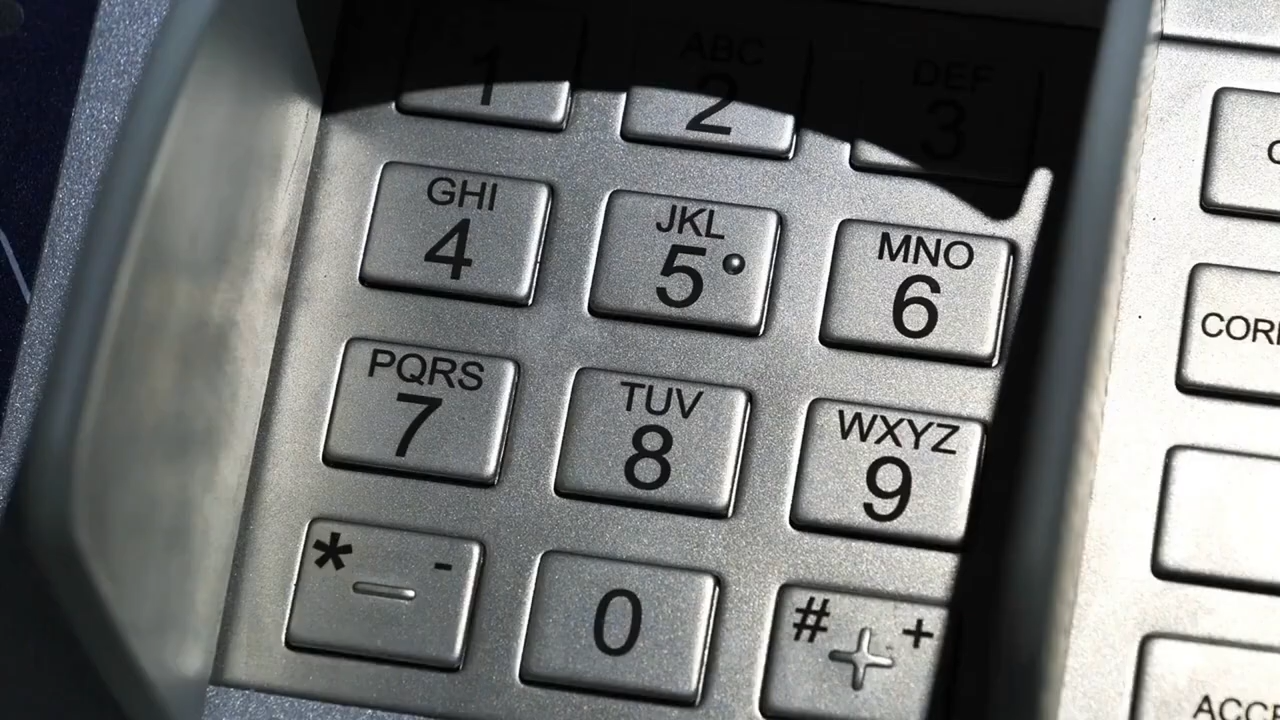 1
ABC
2
DEF
3
GHI
4
JKL
5
MNO
6
PQRS
7
TUV
8
WXYZ
9
* -
0
# +
C
CORR
ACCE